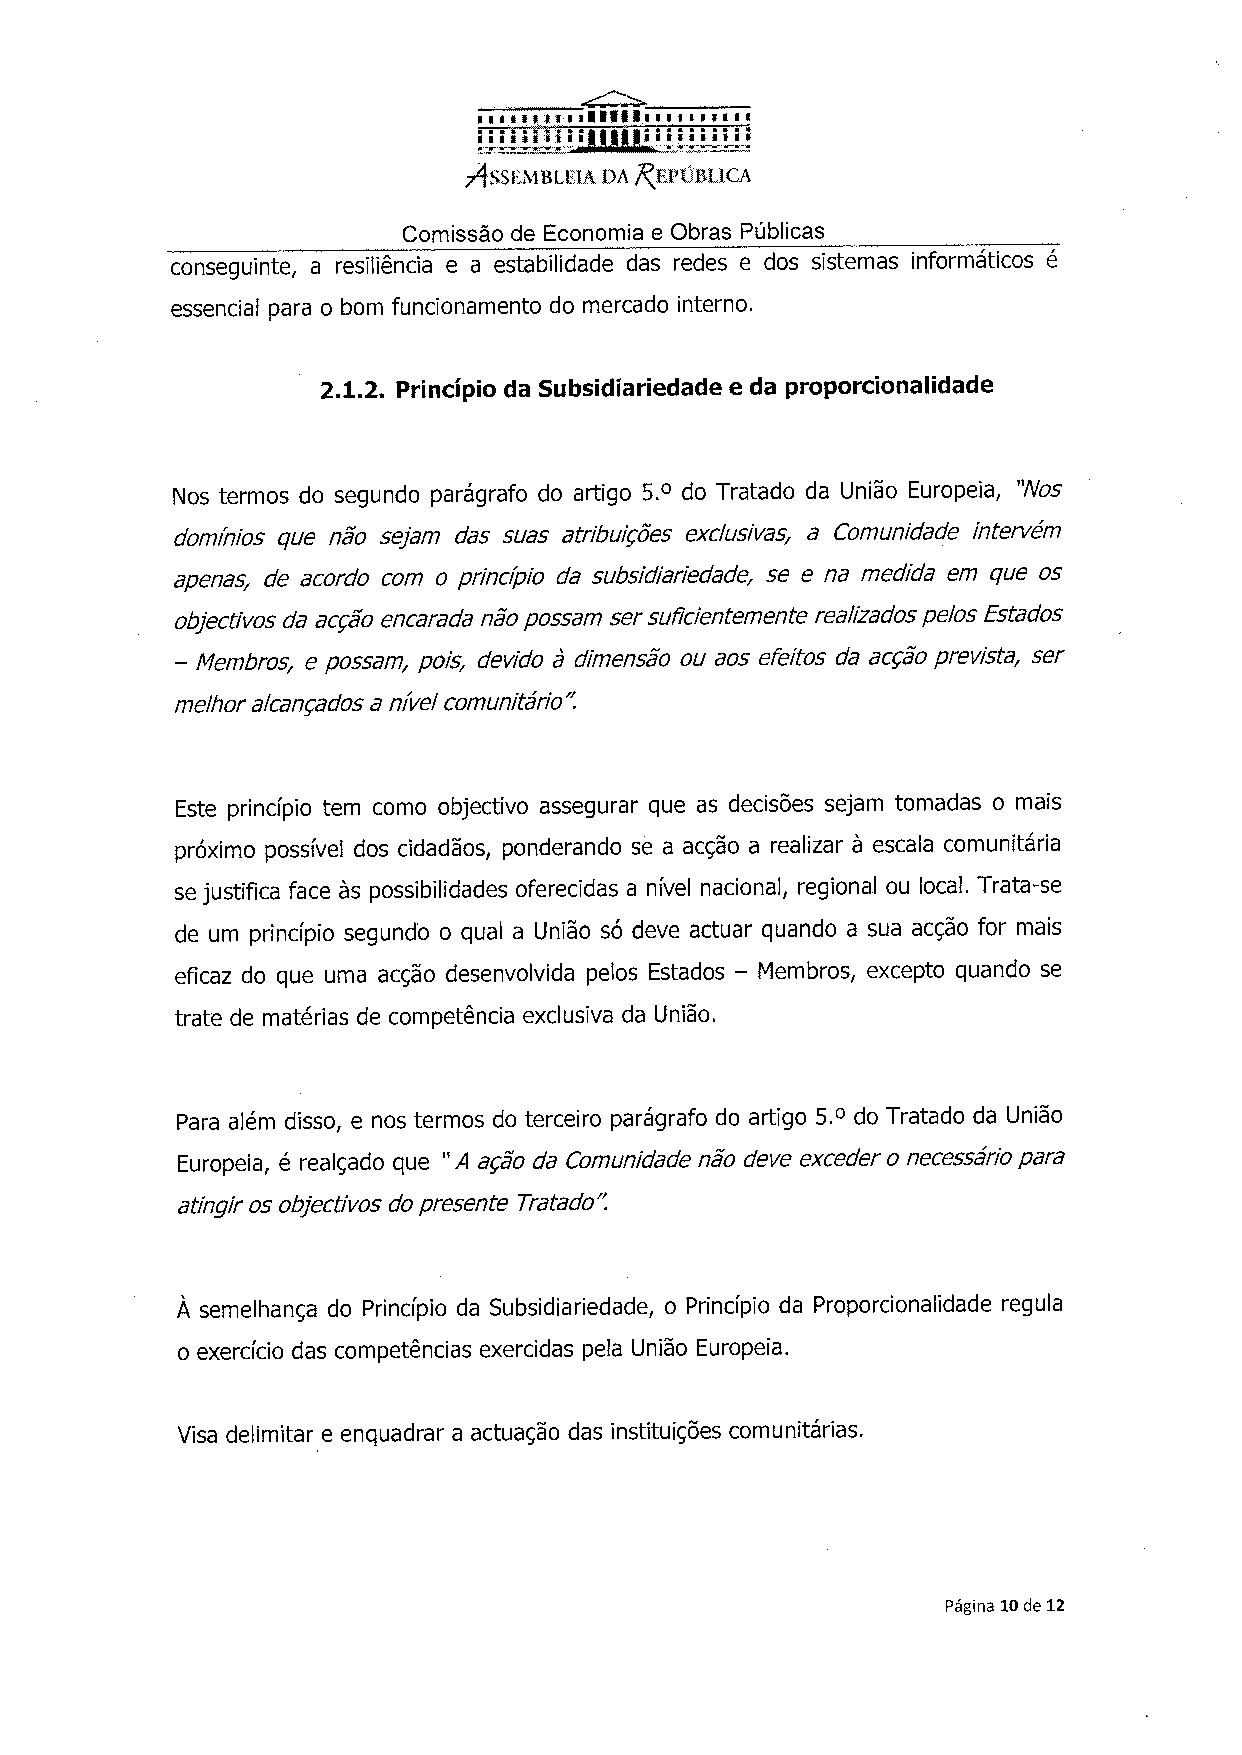 ASSEMBLEIA DA REPÚBLICA
Comissão de Economia e Obras Públicas
conseguinte, a resiliência e a estabilidade das redes e dos sistemas informáticos é
essencial para o bom funcionamento do mercado interno.
2.1.2. Princípio da Subsidiariedade e da proporcionalidade
Nos termos do segundo parágrafo do artigo 5.º do Tratado da União Europeia, "Nos
domínios que não sejam das suas atribuições exclusivas, a Comunidade intervém
apenas, de acordo com o princípio da subsidiariedade, se e na medida em que os
objectivos da acção encarada não possam ser suficientemente realizados pelos Estados
– Membros, e possam, pois, devido à dimensão ou aos efeitos da acção prevista, ser
melhor alcançados a nível comunitário".
Este princípio tem como objectivo assegurar que as decisões sejam tomadas o mais
próximo possível dos cidadãos, ponderando se a acção a realizar à escala comunitária
se justifica face às possibilidades oferecidas a nível nacional, regional ou local. Trata-se
de um princípio segundo o qual a União só deve actuar quando a sua acção for mais
eficaz do que uma acção desenvolvida pelos Estados – Membros, excepto quando se
trate de matérias de competência exclusiva da União.
Para além disso, e nos termos do terceiro parágrafo do artigo 5.º do Tratado da União
Europeia, é realçado que "A ação da Comunidade não deve exceder o necessário para
atingir os objectivos do presente Tratado".
À semelhança do Princípio da Subsidiariedade, o Princípio da Proporcionalidade regula
o exercício das competências exercidas pela União Europeia.
Visa delimitar e enquadrar a actuação das instituições comunitárias.
Página 10 de 12